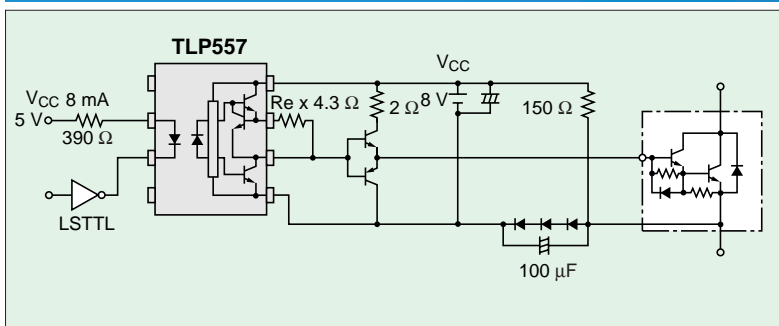 TLP557
VCC 8 mA
5 V
390 Ω
LSTTL
Re x 4.3 Ω
VCC
2 Ω
8 V
150 Ω
100 µF